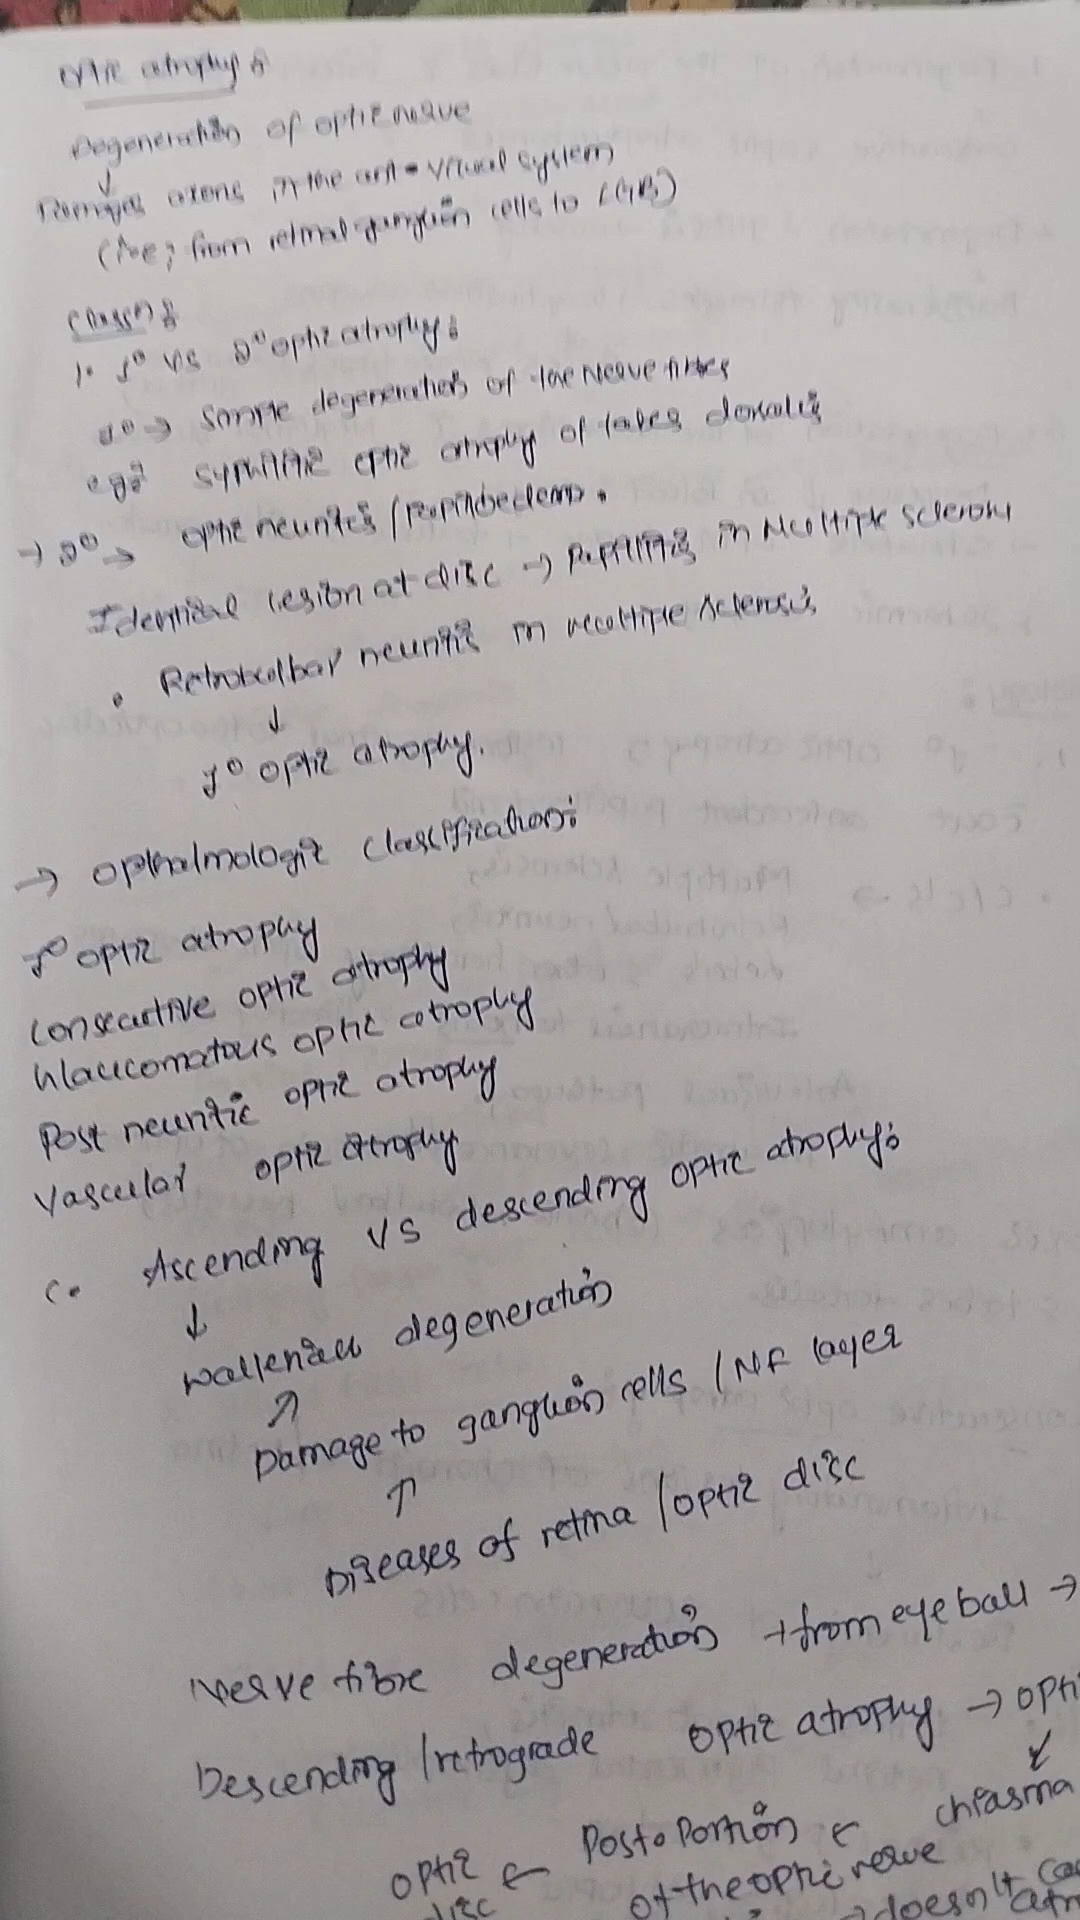 optic atrophy :
Degeneration of optic nerve
↓
Damages axons in the ant. visual system
(i.e; from retinal ganglion cells to LGB)
Classn :
1. 1° VS 2° optic atrophy :
1° → simple degeneration of the nerve fibres
eg: syphilitic optic atrophy of tabes dorsalis
→ 2° → optic neuritis / papilloedema.
Identical lesion at disc → Papillitis in Multiple sclerosis
• Retrobulbar neuritis in multiple sclerosis
↓
1° optic atrophy.
→ opthalmologic classification:
1° optic atrophy
consecutive optic atrophy
Glaucomatous optic atrophy
Post neuritic optic atrophy
Vascular optic atrophy
c. Ascending VS descending optic atrophy:
↓
Wallerian degeneration
↑
Damage to ganglion cells / NF layer
↑
Diseases of retina / optic disc
Nerve fibre degeneration → from eye ball →
Descending / retrograde optic atrophy → opti
↓
optic ← Posto Portion ← chiasma
disc of the optic nerve
→ doesn't